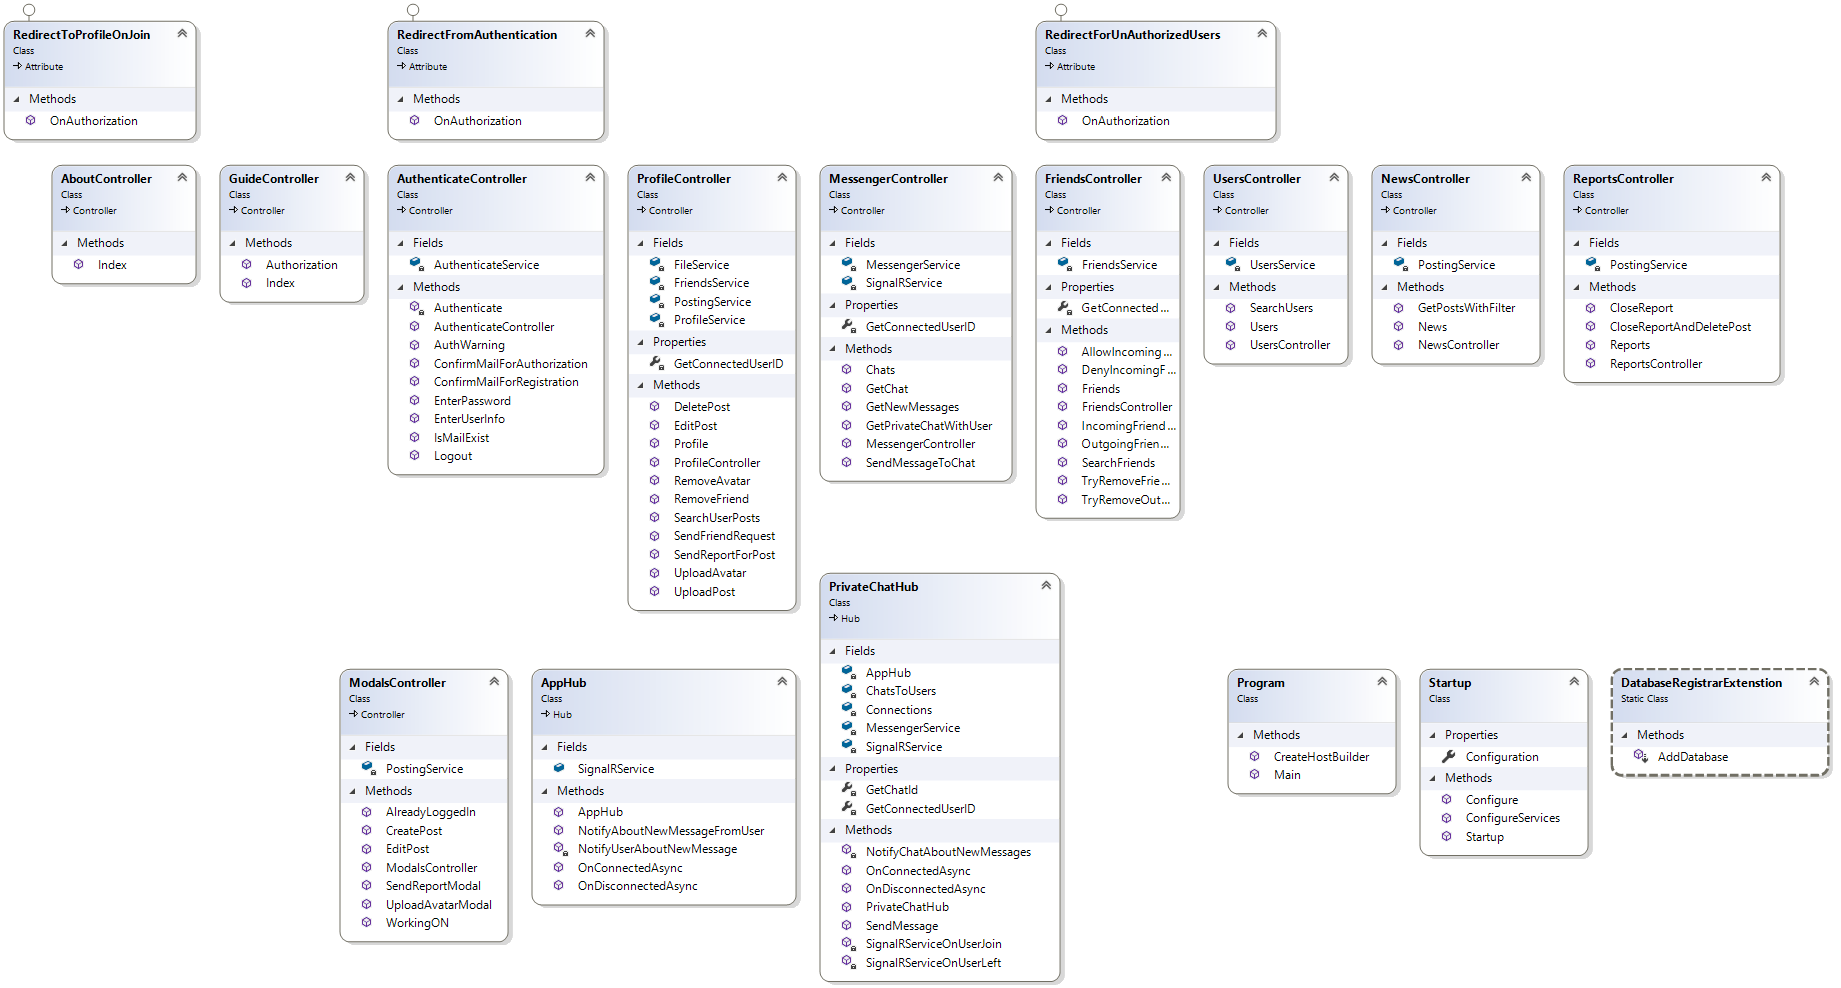 RedirectToProfileOnJoin
Class
Attribute
Methods
OnAuthorization
RedirectFromAuthentication
Class
Attribute
Methods
OnAuthorization
RedirectForUnAuthorizedUsers
Class
Attribute
Methods
OnAuthorization
AboutController
Class
Controller
Methods
Index
GuideController
Class
Controller
Methods
Authorization
Index
AuthenticateController
Class
Controller
Fields
AuthenticateService
Methods
Authenticate
AuthenticateController
AuthWarning
ConfirmMailForAuthorization
ConfirmMailForRegistration
EnterPassword
EnterUserInfo
IsMailExist
Logout
ProfileController
Class
Controller
Fields
FileService
FriendsService
PostingService
ProfileService
Properties
GetConnectedUserID
Methods
DeletePost
EditPost
Profile
ProfileController
RemoveAvatar
RemoveFriend
SearchUserPosts
SendFriendRequest
SendReportForPost
UploadAvatar
UploadPost
MessengerController
Class
Controller
Fields
MessengerService
SignalRService
Properties
GetConnectedUserID
Methods
Chats
GetChat
GetNewMessages
GetPrivateChatWithUser
MessengerController
SendMessageToChat
FriendsController
Class
Controller
Fields
FriendsService
Properties
GetConnected...
Methods
AllowIncoming...
DenyIncomingF...
Friends
FriendsController
IncomingFriend...
OutgoingFrien...
SearchFriends
TryRemoveFrie...
TryRemoveOut...
UsersController
Class
Controller
Fields
UsersService
Methods
SearchUsers
Users
UsersController
NewsController
Class
Controller
Fields
PostingService
Methods
GetPostsWithFilter
News
NewsController
ReportsController
Class
Controller
Fields
PostingService
Methods
CloseReport
CloseReportAndDeletePost
Reports
ReportsController
ModalsController
Class
Controller
Fields
PostingService
Methods
AlreadyLoggedIn
CreatePost
EditPost
ModalsController
SendReportModal
UploadAvatarModal
WorkingON
AppHub
Class
Hub
Fields
SignalRService
Methods
AppHub
NotifyAboutNewMessageFromUser
NotifyUserAboutNewMessage
OnConnectedAsync
OnDisconnectedAsync
PrivateChatHub
Class
Hub
Fields
AppHub
ChatsToUsers
Connections
MessengerService
SignalRService
Properties
GetChatId
GetConnectedUserID
Methods
NotifyChatAboutNewMessages
OnConnectedAsync
OnDisconnectedAsync
PrivateChatHub
SendMessage
SignalRServiceOnUserJoin
SignalRServiceOnUserLeft
Program
Class
Methods
CreateHostBuilder
Main
Startup
Class
Properties
Configuration
Methods
Configure
ConfigureServices
Startup
DatabaseRegistrarExtenstion
Static Class
Methods
AddDatabase